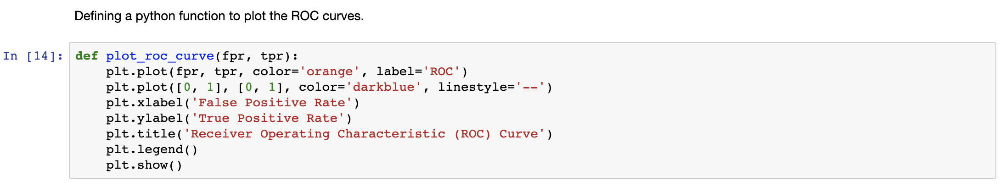 Defining a python function to plot the ROC curves.
In [14]: def plot_roc_curve(fpr, tpr):
    plt.plot(fpr, tpr, color='orange', label='ROC')
    plt.plot([0, 1], [0, 1], color='darkblue', linestyle='--')
    plt.xlabel('False Positive Rate')
    plt.ylabel('True Positive Rate')
    plt.title('Receiver Operating Characteristic (ROC) Curve')
    plt.legend()
    plt.show()